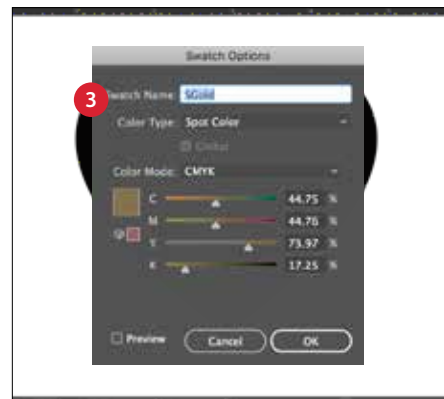 Swatch Options
3
Swatch Name: SGold
Color Type: Spot Color
Global
Color Mode: CMYK
C 44.75 %
M 44.76 %
Y 73.97 %
K 17.25 %
Preview Cancel OK